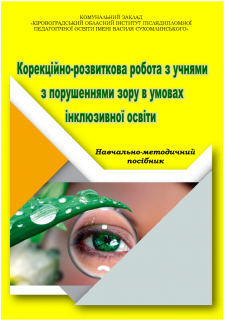 КОМУНАЛЬНИЙ ЗАКЛАД
«КІРОВОГРАДСЬКИЙ ОБЛАСНИЙ ІНСТИТУТ ПІСЛЯДИПЛОМНОЇ
ПЕДАГОГІЧНОЇ ОСВІТИ ІМЕНІ ВАСИЛЯ СУХОМЛИНСЬКОГО»
Корекційно-розвиткова робота з учнями
з порушеннями зору в умовах
інклюзивної освіти
Навчально-методичний
посібник